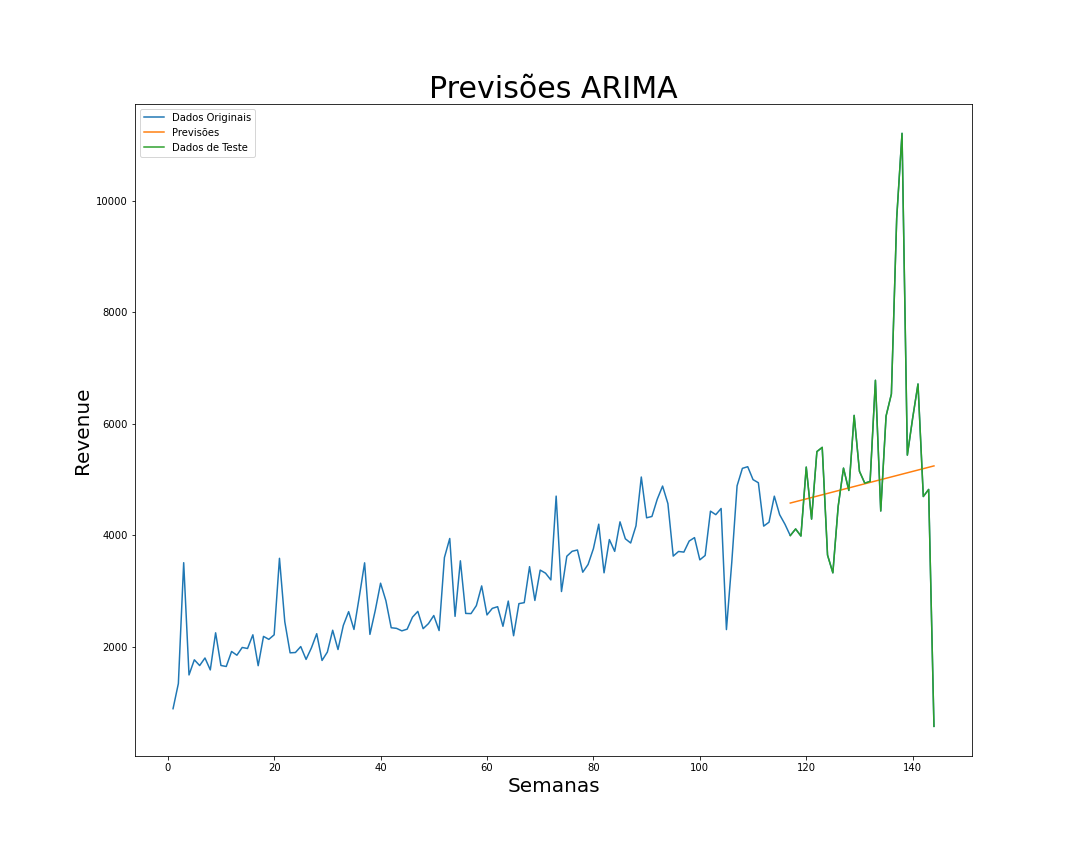 Previsões ARIMA
Dados Originais
Previsões
Dados de Teste
Revenue
10000
8000
6000
4000
2000
0 20 40 60 80 100 120 140
Semanas